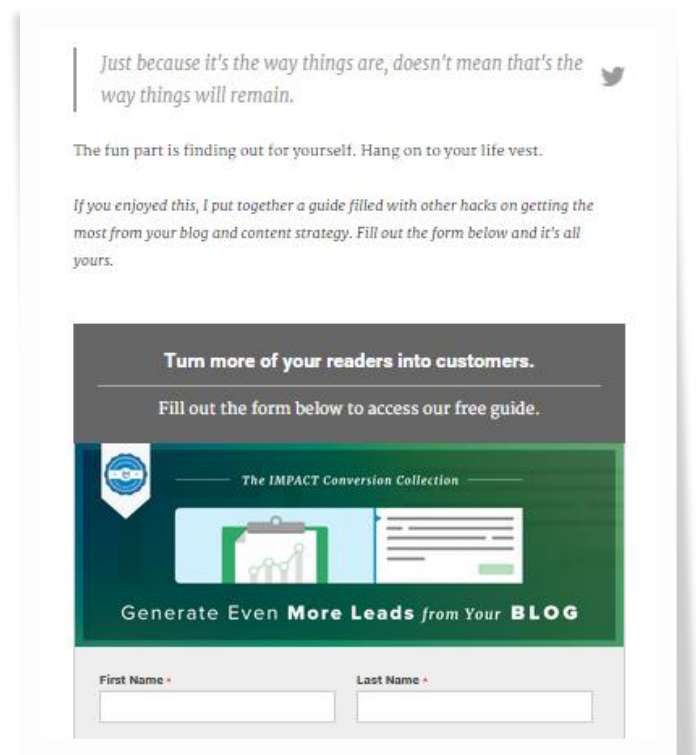 Just because it's the way things are, doesn't mean that's the
way things will remain.
The fun part is finding out for yourself. Hang on to your life vest.
If you enjoyed this, I put together a guide filled with other hacks on getting the
most from your blog and content strategy. Fill out the form below and it's all
yours.
Turn more of your readers into customers.
Fill out the form below to access our free guide.
The IMPACT Conversion Collection
Generate Even More Leads from Your BLOG
First Name *
Last Name *